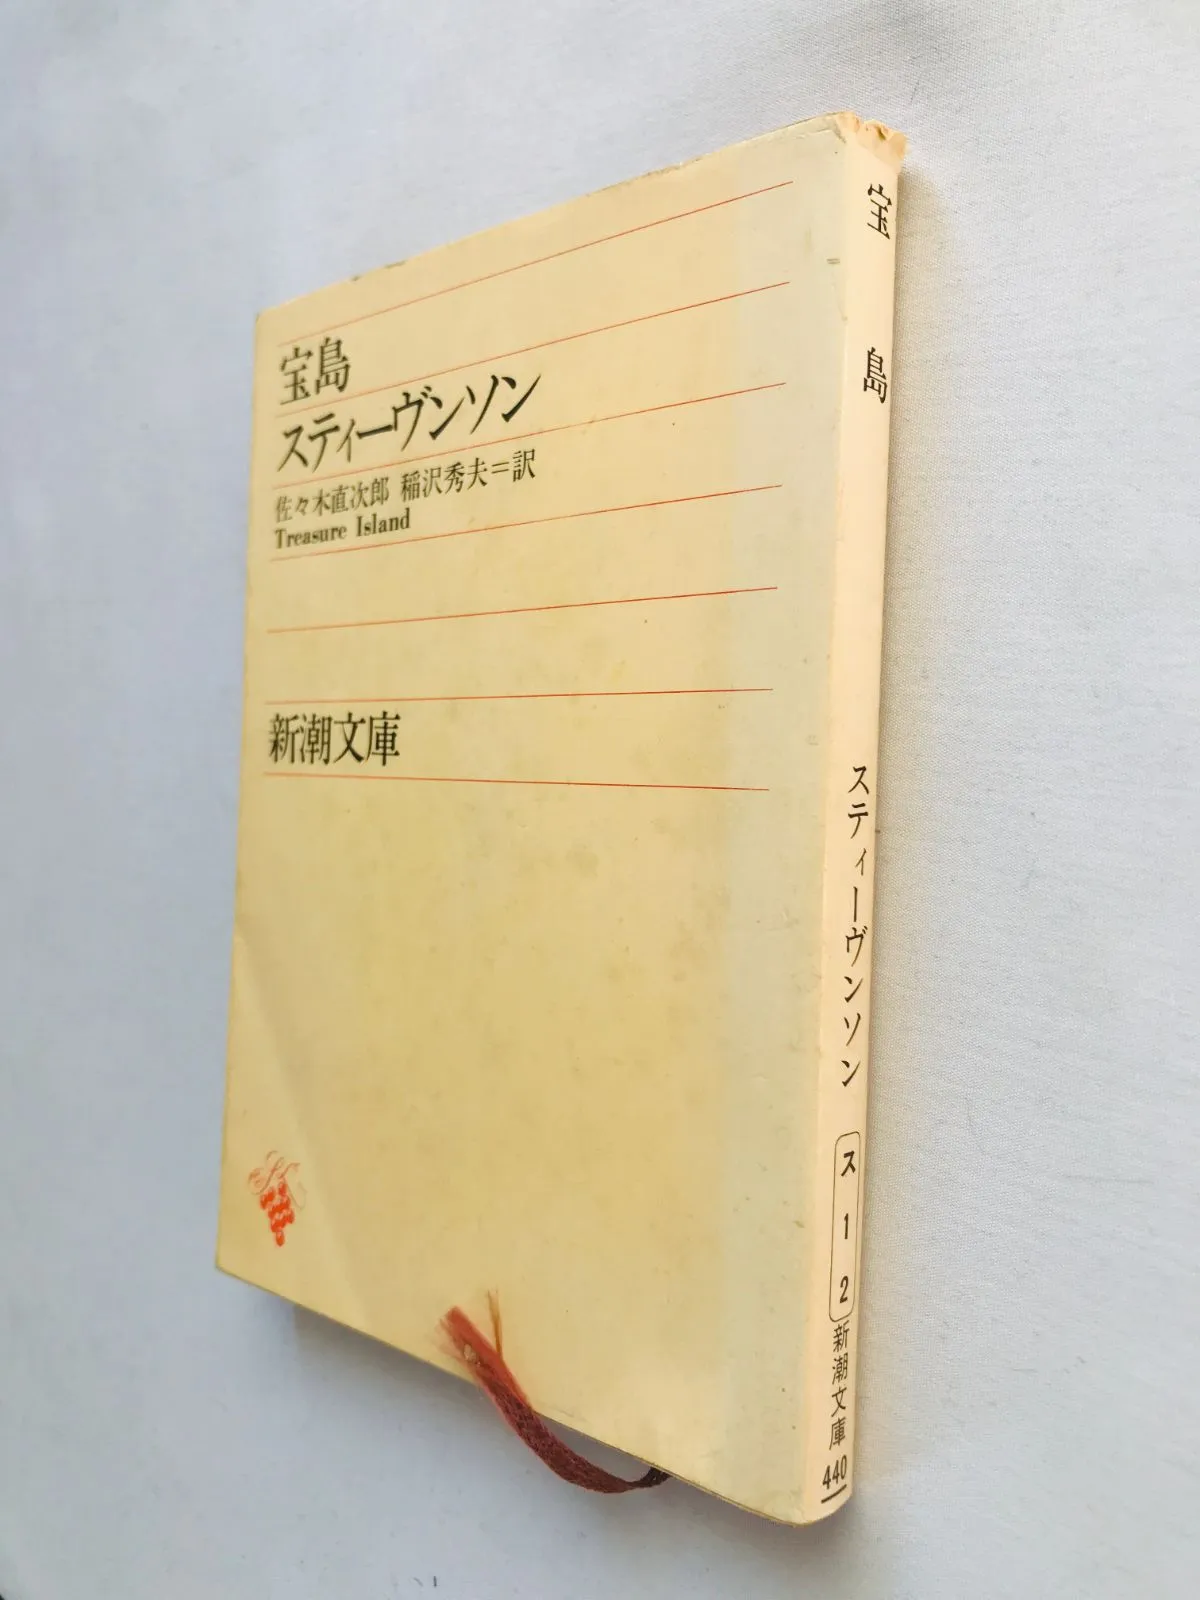 宝島
スティーヴンソン
佐々木直次郎 稲沢秀夫=訳
Treasure Island
新潮文庫
宝島
スティーヴンソン
ス 1 2
新潮文庫
440